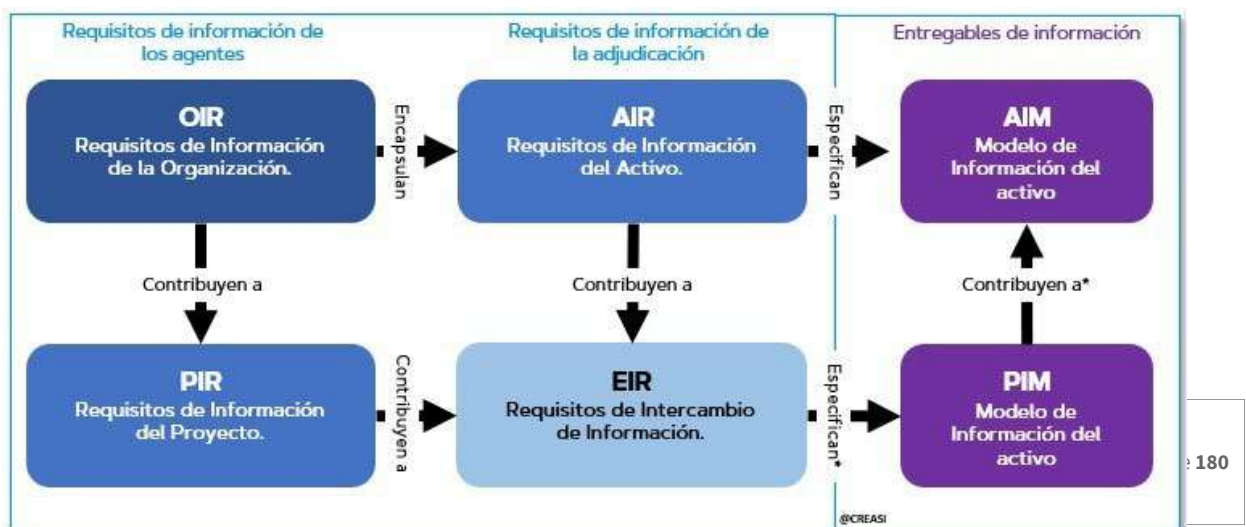 Requisitos de información de
los agentes
Requisitos de información de
la adjudicación
Entregables de información
OIR
Requisitos de Información
de la Organización.
Encapsulan
AIR
Requisitos de Información
del Activo.
Especifican
AIM
Modelo de
Información del
activo
Contribuyen a
Contribuyen a
Contribuyen a*
PIR
Requisitos de Información
del Proyecto.
Contribuyen a
EIR
Requisitos de Intercambio
de Información.
Especifican*
PIM
Modelo de
Información del
activo
180
@CREASI